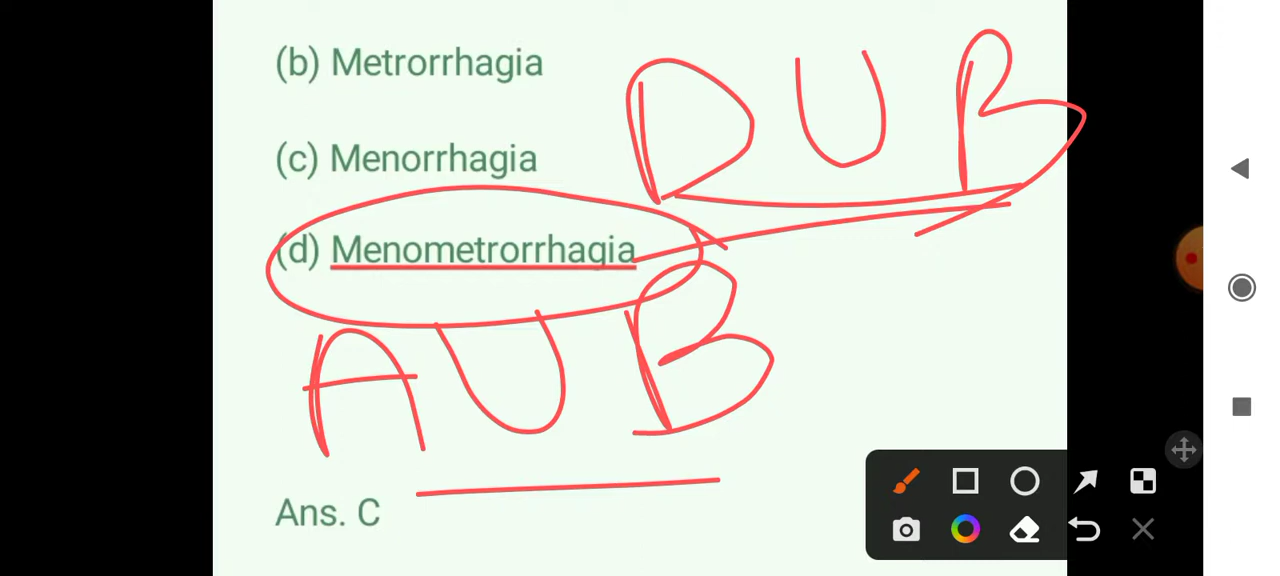 (b) Metrorrhagia
DUB
(c) Menorrhagia
(d) Menometrorrhagia
AUB
Ans. C